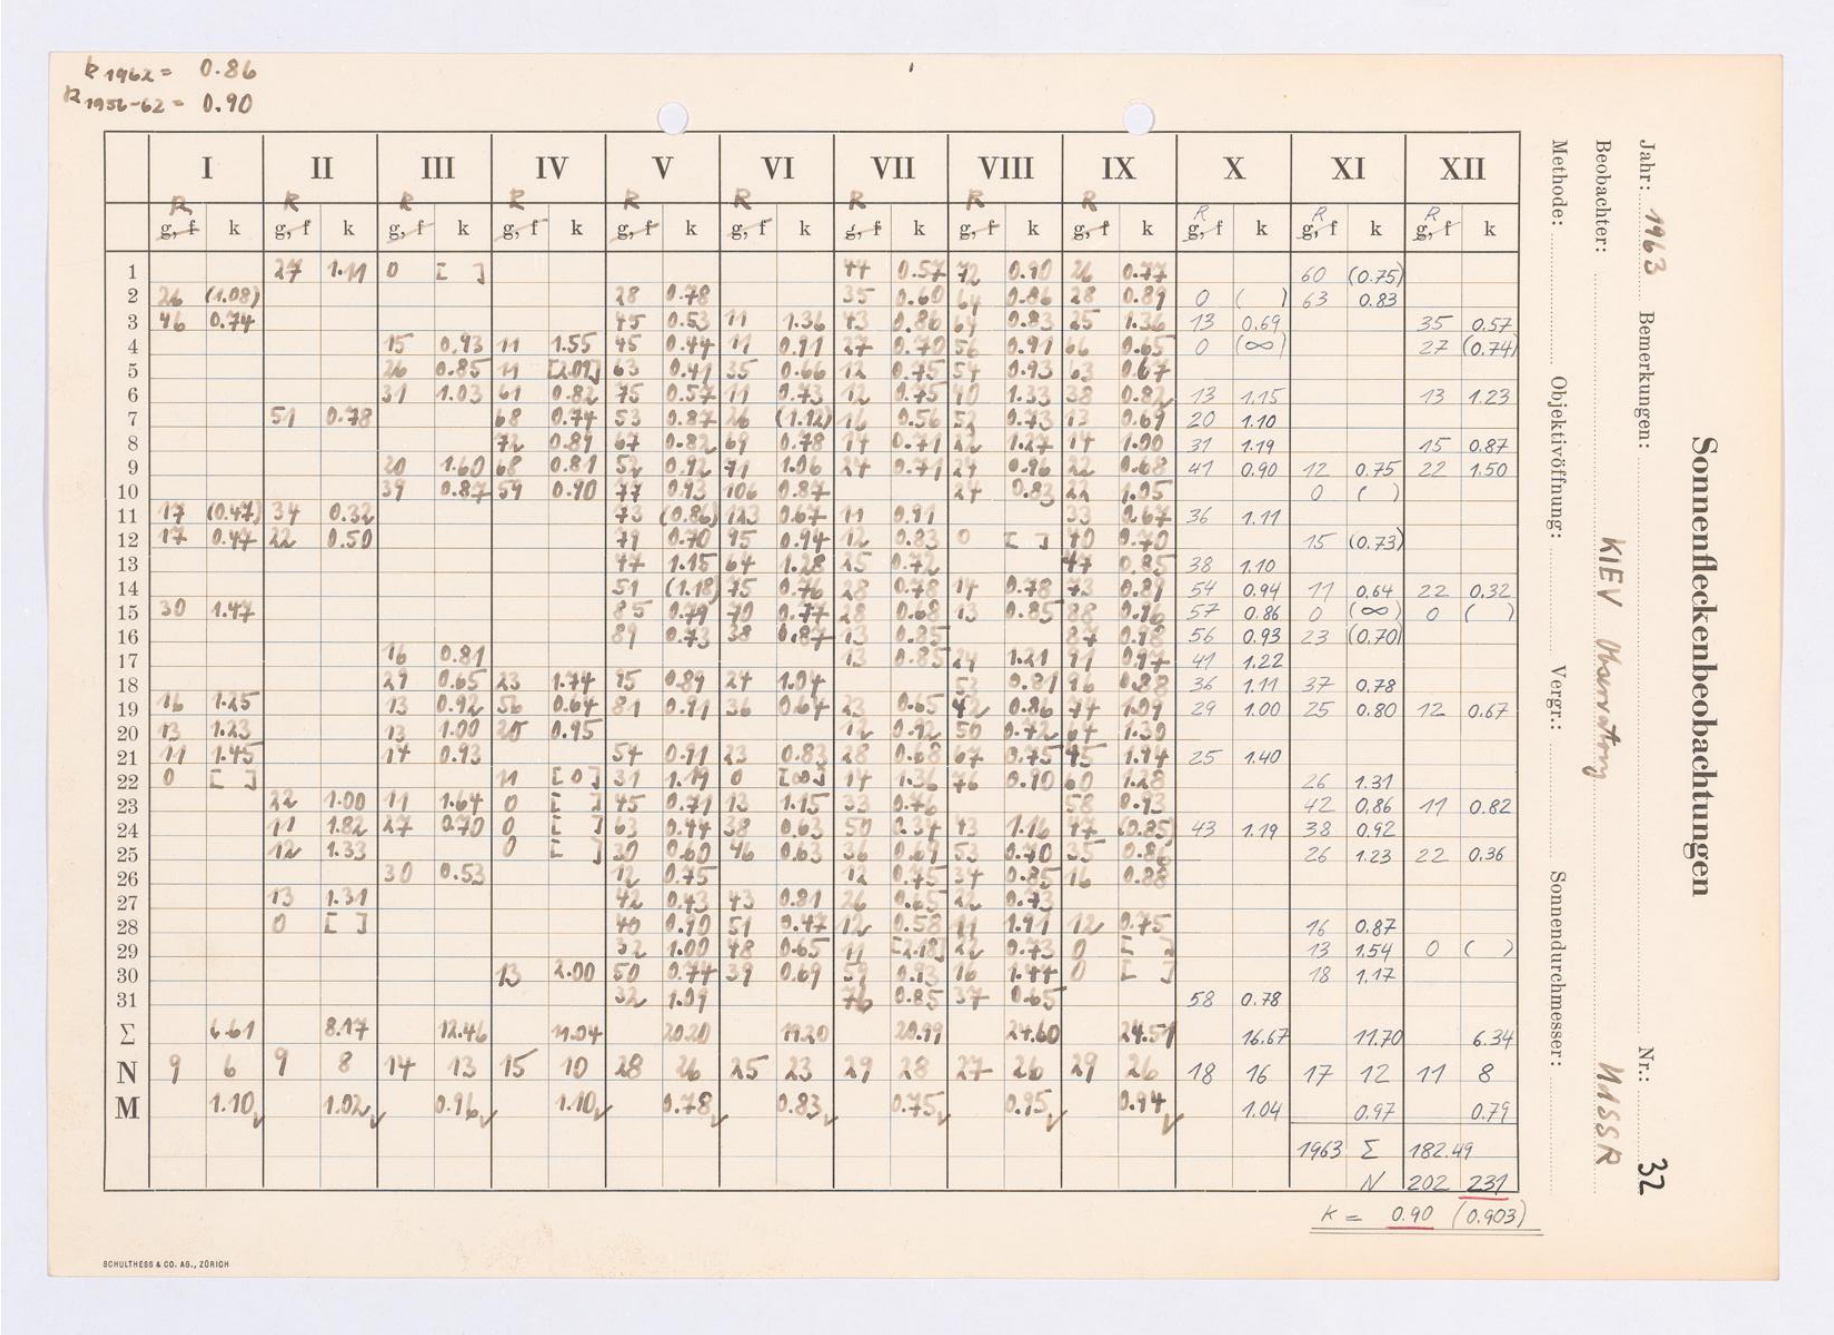 k 1962 = 0.86
k 1956-62 = 0.90
I II III IV V VI VII VIII IX X XI XII
R R R R R R R R R R R R
g, f k g, f k g, f k g, f k g, f k g, f k g, f k g, f k g, f k g, f k g, f k g, f k
1 27 1.11 0 [ ] 44 0.57 72 0.90 26 0.77 60 (0.75)
2 26 (1.08) 28 0.78 35 0.60 64 0.86 28 0.89 0 ( ) 63 0.83
3 46 0.74 45 0.53 11 1.36 43 0.86 64 0.83 25 1.36 13 0.69 35 0.57
4 15 0.93 11 1.55 45 0.44 11 0.91 27 0.70 56 0.91 66 0.65 0 (∞) 27 (0.74)
5 26 0.85 11 [2.09] 63 0.41 35 0.66 12 0.75 54 0.93 63 0.67
6 31 1.03 61 0.82 75 0.57 11 0.73 12 0.75 40 1.33 38 0.82 13 1.15 13 1.23
7 51 0.78 68 0.74 53 0.87 26 (1.12) 16 0.56 52 0.73 13 0.69 20 1.10
8 72 0.89 67 0.82 69 0.78 14 0.71 22 1.27 14 1.00 31 1.19 15 0.87
9 20 1.60 68 0.81 52 0.92 71 1.06 24 0.71 24 0.96 22 0.68 41 0.90 12 0.75 22 1.50
10 39 0.87 59 0.90 77 0.93 106 0.87 24 0.83 22 1.05 0 ( )
11 17 (0.47) 34 0.32 73 (0.86) 123 0.67 11 0.91 33 0.67 36 1.11
12 17 0.47 22 0.50 79 0.70 95 0.94 12 0.83 0 [ ] 40 0.70 15 (0.73)
13 47 1.15 64 1.28 25 0.72 47 0.85 38 1.10
14 51 (1.18) 75 0.76 28 0.78 14 0.78 73 0.89 54 0.94 11 0.64 22 0.32
15 30 1.47 85 0.79 70 0.77 28 0.68 13 0.85 88 0.96 57 0.86 0 (∞) 0 ( )
16 89 0.73 38 0.87 13 0.85 87 0.98 56 0.93 23 (0.70)
17 16 0.81 13 0.85 24 1.21 91 0.97 41 1.22
18 29 0.65 23 1.74 95 0.89 24 1.04 52 0.81 96 0.88 36 1.11 37 0.78
19 16 1.25 13 0.92 56 0.64 81 0.91 36 0.64 23 0.65 42 0.86 74 1.09 29 1.00 25 0.80 12 0.67
20 13 1.23 13 1.00 25 0.95 12 0.92 50 0.72 64 1.30
21 11 1.45 14 0.93 54 0.91 23 0.83 28 0.68 67 0.75 45 1.94 25 1.40
22 0 [ ] 11 [0] 31 1.19 0 [∞] 14 1.36 76 0.90 60 1.28 26 1.31
23 22 1.00 11 1.64 0 [ ] 45 0.71 13 1.15 33 0.76 58 0.93 42 0.86 11 0.82
24 11 1.82 27 0.70 0 [ ] 63 0.44 38 0.63 50 0.34 43 1.16 47 (0.85) 43 1.19 38 0.92
25 12 1.33 0 [ ] 30 0.60 46 0.63 36 0.69 53 0.70 35 0.86 26 1.23 22 0.36
26 30 0.53 12 0.75 12 0.75 34 0.85 16 0.88
27 13 1.31 42 0.43 43 0.81 26 0.65 22 0.73
28 0 [ ] 40 0.90 51 0.47 12 0.58 11 1.91 12 0.75 16 0.87
29 32 1.00 48 0.65 11 [2.18] 22 0.73 0 [ ] 13 1.54 0 ( )
30 13 2.00 50 0.74 39 0.69 59 0.93 16 1.44 0 [ ] 18 1.17
31 32 1.09 76 0.85 37 0.65 58 0.78
Σ 6.61 8.17 12.46 11.04 20.20 19.20 20.99 24.60 24.51 16.67 11.70 6.34
N 9 6 9 8 14 13 15 10 28 26 25 23 29 28 27 26 29 26 18 16 17 12 11 8
M 1.10 1.02 0.96 1.10 0.78 0.83 0.75 0.95 0.94 1.04 0.97 0.79
1963 Σ 182.49
N 202 231
K = 0.90 (0.903)
SCHULTHESS & CO. AG., ZÜRICH
Sonnenfleckenbeobachtungen
Jahr: 1963 Bemerkungen: Nr.: 32
Beobachter: KIEV Observatory USSR
Methode: Objektivöffnung: Vergr.: Sonnendurchmesser: